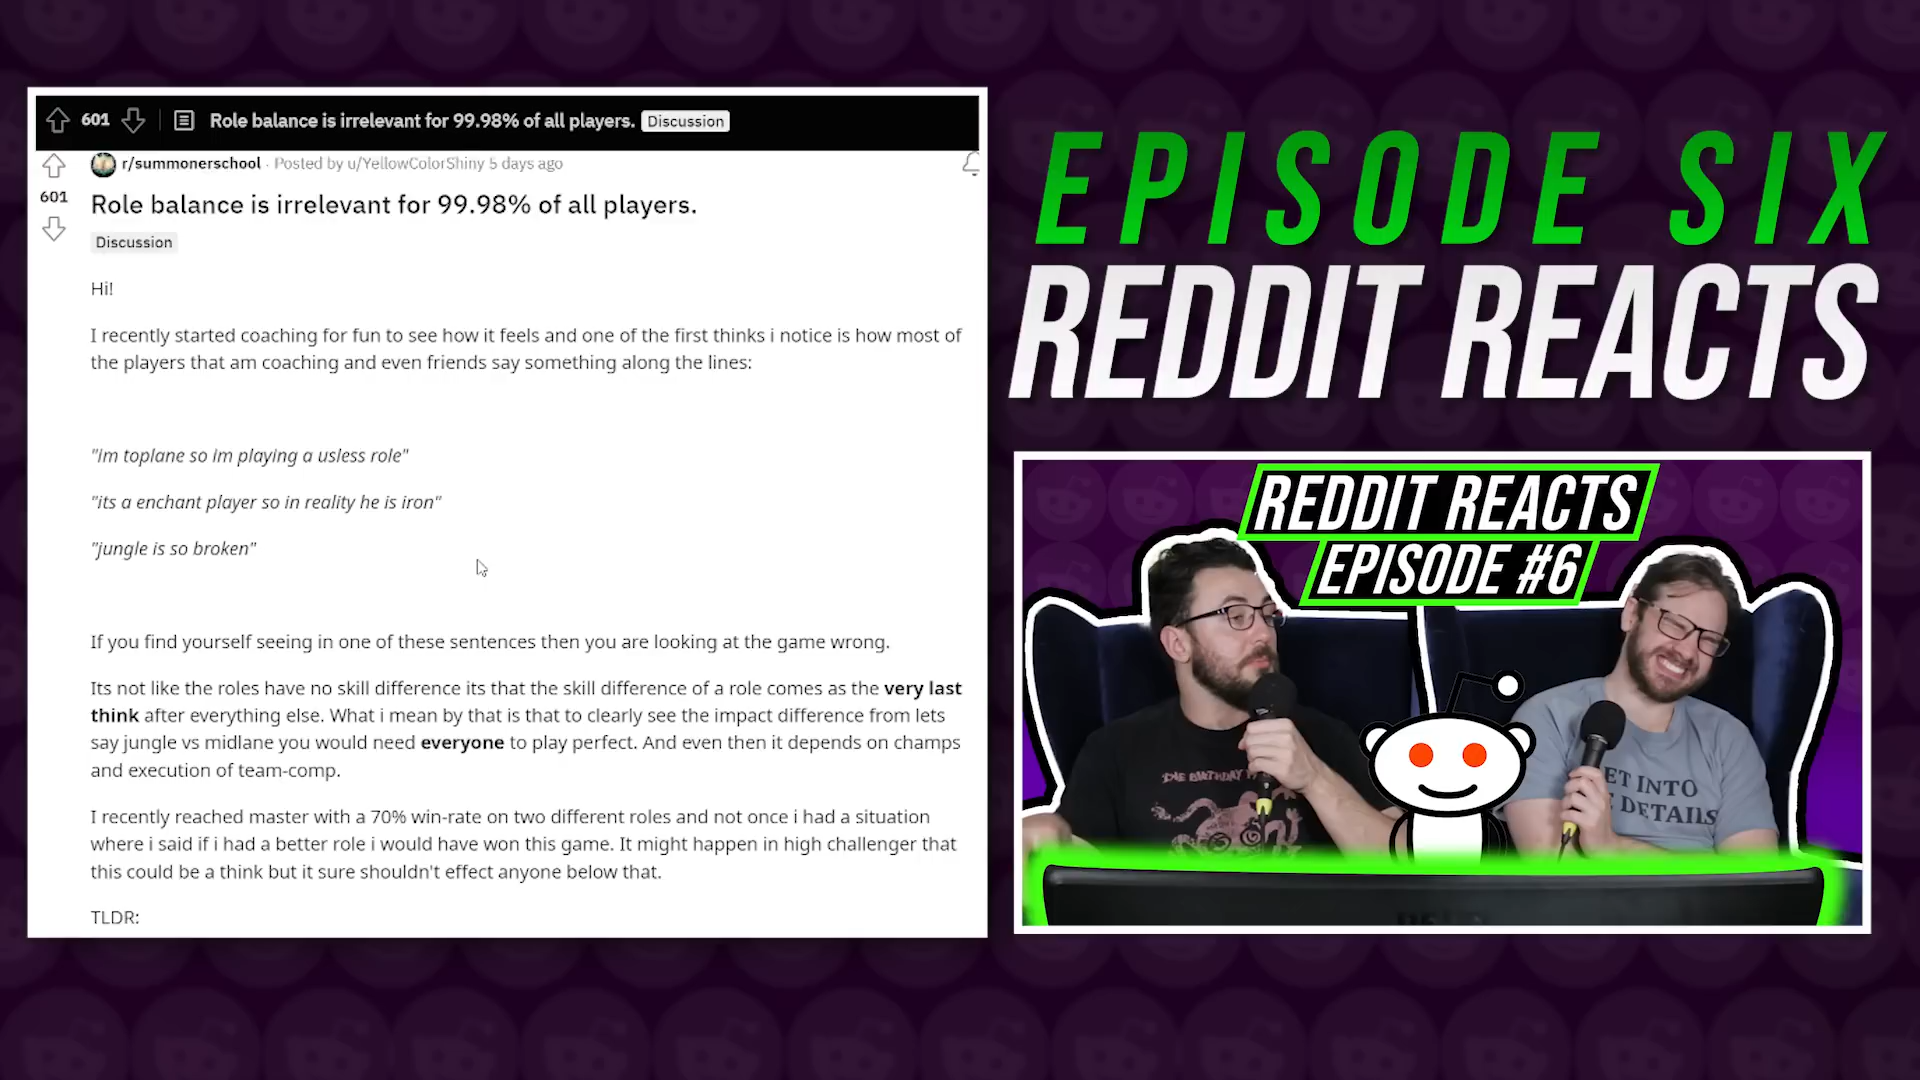 601
Role balance is irrelevant for 99.98% of all players.
Discussion
r/summonerschool · Posted by u/YellowColorShiny 5 days ago
601
Role balance is irrelevant for 99.98% of all players.
Discussion
Hi!
I recently started coaching for fun to see how it feels and one of the first thinks i notice is how most of
the players that am coaching and even friends say something along the lines:
"im toplane so im playing a usless role"
"its a enchant player so in reality he is iron"
"jungle is so broken"
If you find yourself seeing in one of these sentences then you are looking at the game wrong.
Its not like the roles have no skill difference its that the skill difference of a role comes as the very last
think after everything else. What i mean by that is that to clearly see the impact difference from lets
say jungle vs midlane you would need everyone to play perfect. And even then it depends on champs
and execution of team-comp.
I recently reached master with a 70% win-rate on two different roles and not once i had a situation
where i said if i had a better role i would have won this game. It might happen in high challenger that
this could be a think but it sure shouldn't effect anyone below that.
TLDR:
EPISODE SIX
REDDIT REACTS
REDDIT REACTS
EPISODE #6
THE BIRTHDAY
ET INTO
DETAILS